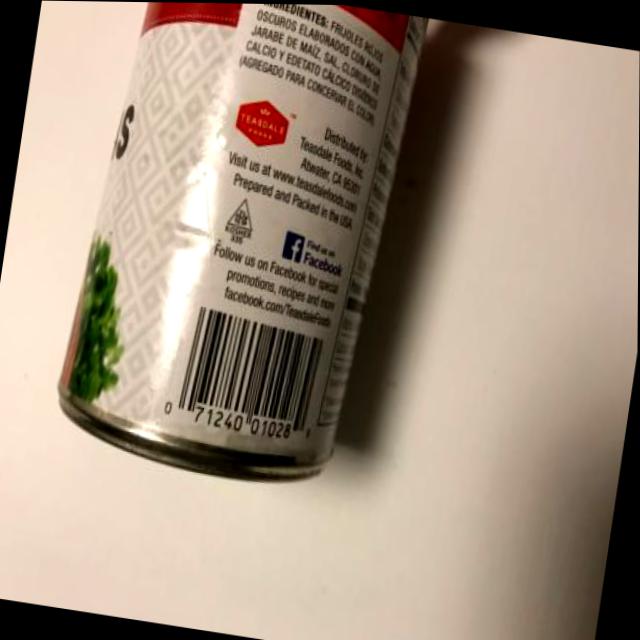 INGREDIENTES: FRIJOLES ROJOS
OSCUROS ELABORADOS CON AGUA,
JARABE DE MAÍZ, SAL, CLORURO DE
CALCIO Y EDETATO CÁLCICO DISÓDICO
(AGREGADO PARA CONCERVAR EL COLOR)
TEASDALE
Distributed by
Teasdale Foods, Inc.
Atwater, CA 95301
Visit us at www.teasdalefoods.com
Prepared and Packed in the USA
KOSHER
Find us on
Facebook
Follow us on Facebook for special
promotions, recipes and more
facebook.com/TeasdaleFoods
0 71240 01028
S